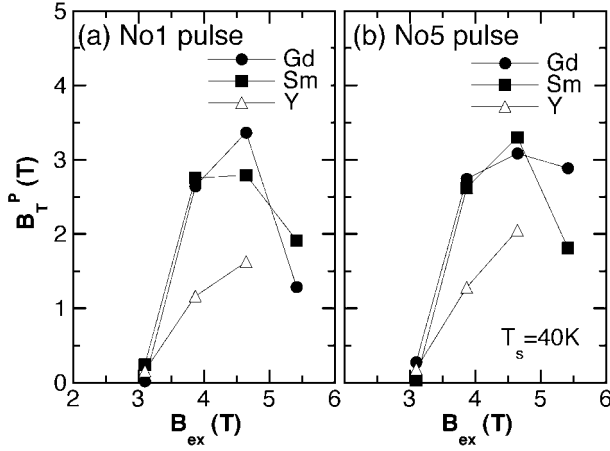 (a) No1 pulse
Gd
Sm
Y
(b) No5 pulse
Gd
Sm
Y
T_s=40K
B_T^P (T)
5
4
3
2
1
0
2 3 4 5 6
B_ex (T)
3 4 5 6
B_ex (T)